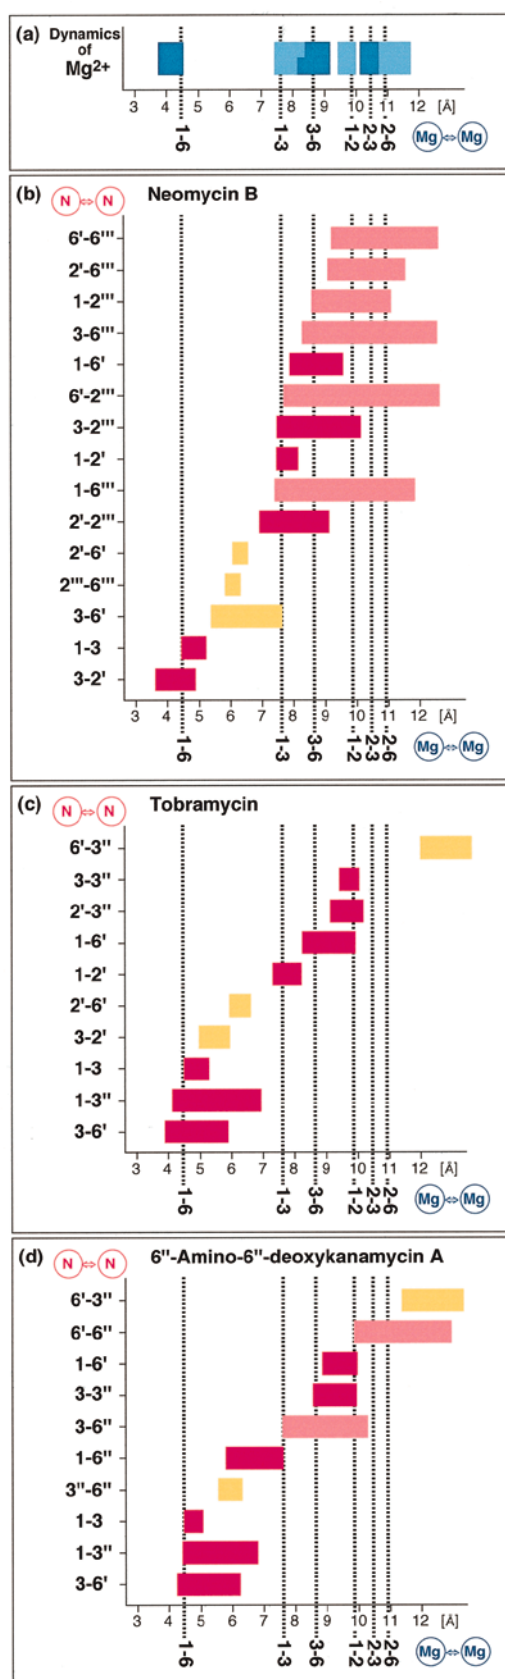 (a) Dynamics of Mg2+
3 4 5 6 7 8 9 10 11 12 [Å]
1-6 1-3 3-6 1-2 2-3 2-6 Mg⇔Mg
(b) N⇔N Neomycin B
6'-6'''
2'-6'''
1-2'''
3-6'''
1-6'
6'-2'''
3-2'''
1-2'
1-6'''
2'-2'''
2'-6'
2'''-6'''
3-6'
1-3
3-2'
3 4 5 6 7 8 9 10 11 12 [Å]
1-6 1-3 3-6 1-2 2-3 2-6 Mg⇔Mg
(c) N⇔N Tobramycin
6'-3''
3-3''
2'-3''
1-6'
1-2'
2'-6'
3-2'
1-3
1-3''
3-6'
3 4 5 6 7 8 9 10 11 12 [Å]
1-6 1-3 3-6 1-2 2-3 2-6 Mg⇔Mg
(d) N⇔N 6''-Amino-6''-deoxykanamycin A
6'-3''
6'-6''
1-6'
3-3''
3-6''
1-6''
3''-6''
1-3
1-3''
3-6'
3 4 5 6 7 8 9 10 11 12 [Å]
1-6 1-3 3-6 1-2 2-3 2-6 Mg⇔Mg